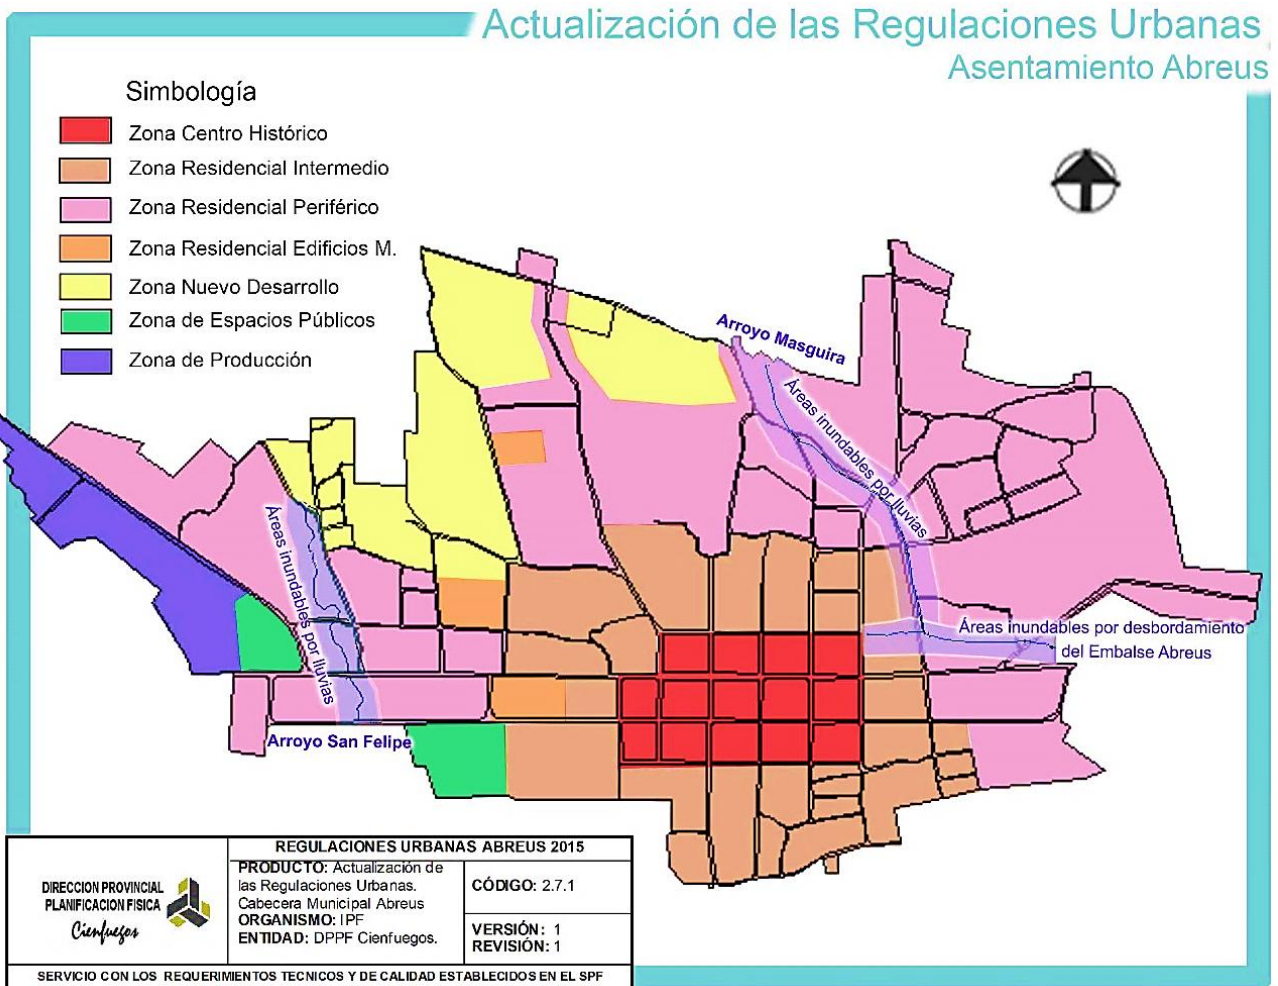 Actualización de las Regulaciones Urbanas
Asentamiento Abreus
Simbología
Zona Centro Histórico
Zona Residencial Intermedio
Zona Residencial Periférico
Zona Residencial Edificios M.
Zona Nuevo Desarrollo
Zona de Espacios Públicos
Zona de Producción
Arroyo Masguira
Áreas inundables por lluvias
Áreas inundables por lluvias
Áreas inundables por desbordamiento
del Embalse Abreus
Arroyo San Felipe
REGULACIONES URBANAS ABREUS 2015
DIRECCION PROVINCIAL
PLANIFICACION FISICA
Cienfuegos
PRODUCTO: Actualización de
las Regulaciones Urbanas.
Cabecera Municipal Abreus
ORGANISMO: IPF
ENTIDAD: DPPF Cienfuegos.
CÓDIGO: 2.7.1
VERSIÓN: 1
REVISIÓN: 1
SERVICIO CON LOS REQUERIMIENTOS TECNICOS Y DE CALIDAD ESTABLECIDOS EN EL SPF